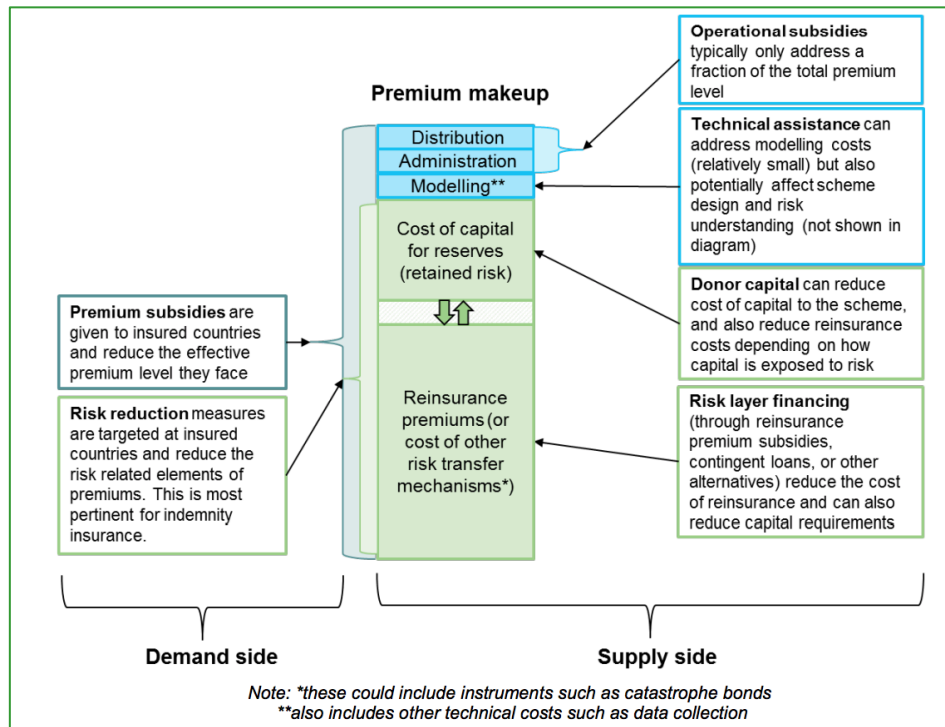 Premium makeup
Distribution
Administration
Modelling**
Cost of capital
for reserves
(retained risk)
Reinsurance
premiums (or
cost of other
risk transfer
mechanisms*)
Premium subsidies are
given to insured countries
and reduce the effective
premium level they face
Risk reduction measures
are targeted at insured
countries and reduce the
risk related elements of
premiums. This is most
pertinent for indemnity
insurance.
Operational subsidies
typically only address a
fraction of the total premium
level
Technical assistance can
address modelling costs
(relatively small) but also
potentially affect scheme
design and risk
understanding (not shown in
diagram)
Donor capital can reduce
cost of capital to the scheme,
and also reduce reinsurance
costs depending on how
capital is exposed to risk
Risk layer financing
(through reinsurance
premium subsidies,
contingent loans, or other
alternatives) reduce the cost
of reinsurance and can also
reduce capital requirements
Demand side
Supply side
Note: *these could include instruments such as catastrophe bonds
**also includes other technical costs such as data collection